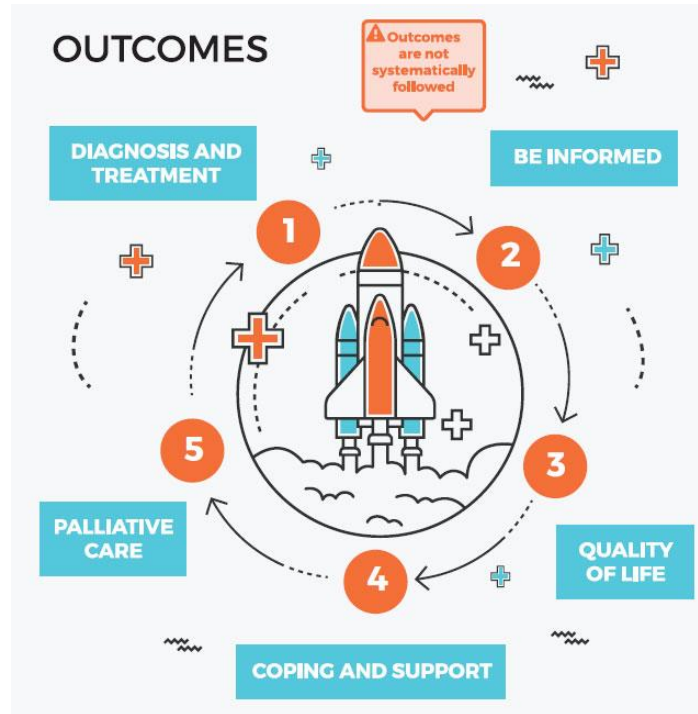 OUTCOMES
Outcomes
are not
systematically
followed
DIAGNOSIS AND
TREATMENT
BE INFORMED
1
2
3
4
5
QUALITY
OF LIFE
COPING AND SUPPORT
PALLIATIVE
CARE